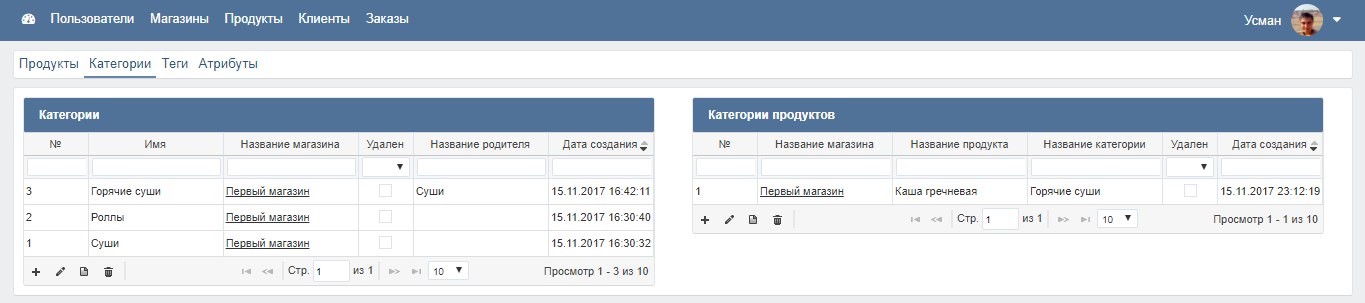 Пользователи Магазины Продукты Клиенты Заказы Усман
Продукты Категории Теги Атрибуты
Категории
№ Имя Название магазина Удален Название родителя Дата создания
3 Горячие суши Первый магазин Суши 15.11.2017 16:42:11
2 Роллы Первый магазин 15.11.2017 16:30:40
1 Суши Первый магазин 15.11.2017 16:30:32
Стр. 1 из 1 10 Просмотр 1 - 3 из 10
Категории продуктов
№ Название магазина Название продукта Название категории Удален Дата создания
1 Первый магазин Каша гречневая Горячие суши 15.11.2017 23:12:19
Стр. 1 из 1 10 Просмотр 1 - 1 из 10